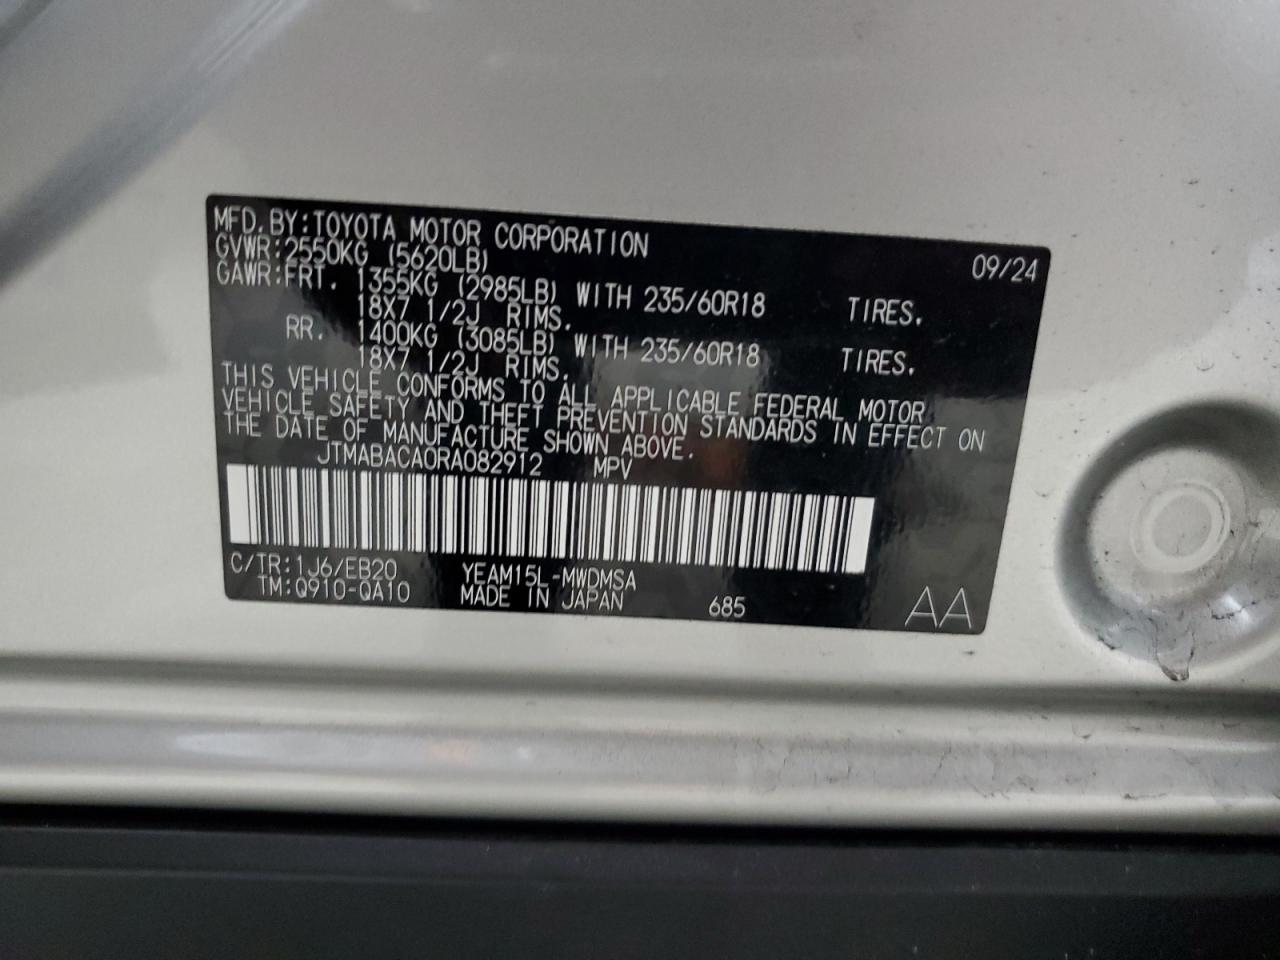 MFD. BY:TOYOTA MOTOR CORPORATION 09/24
GVWR:2550KG (5620LB)
GAWR:FRT. 1355KG (2985LB) WITH 235/60R18 TIRES.
18X7 1/2J RIMS.
RR. 1400KG (3085LB) WITH 235/60R18 TIRES.
18X7 1/2J RIMS.
THIS VEHICLE CONFORMS TO ALL APPLICABLE FEDERAL MOTOR
VEHICLE SAFETY AND THEFT PREVENTION STANDARDS IN EFFECT ON
THE DATE OF MANUFACTURE SHOWN ABOVE.
JTMABACA0RA082912 MPV
C/TR:1J6/EB20 YEAM15L-MWDMSA
TM:Q910-QA10 MADE IN JAPAN 685 AA